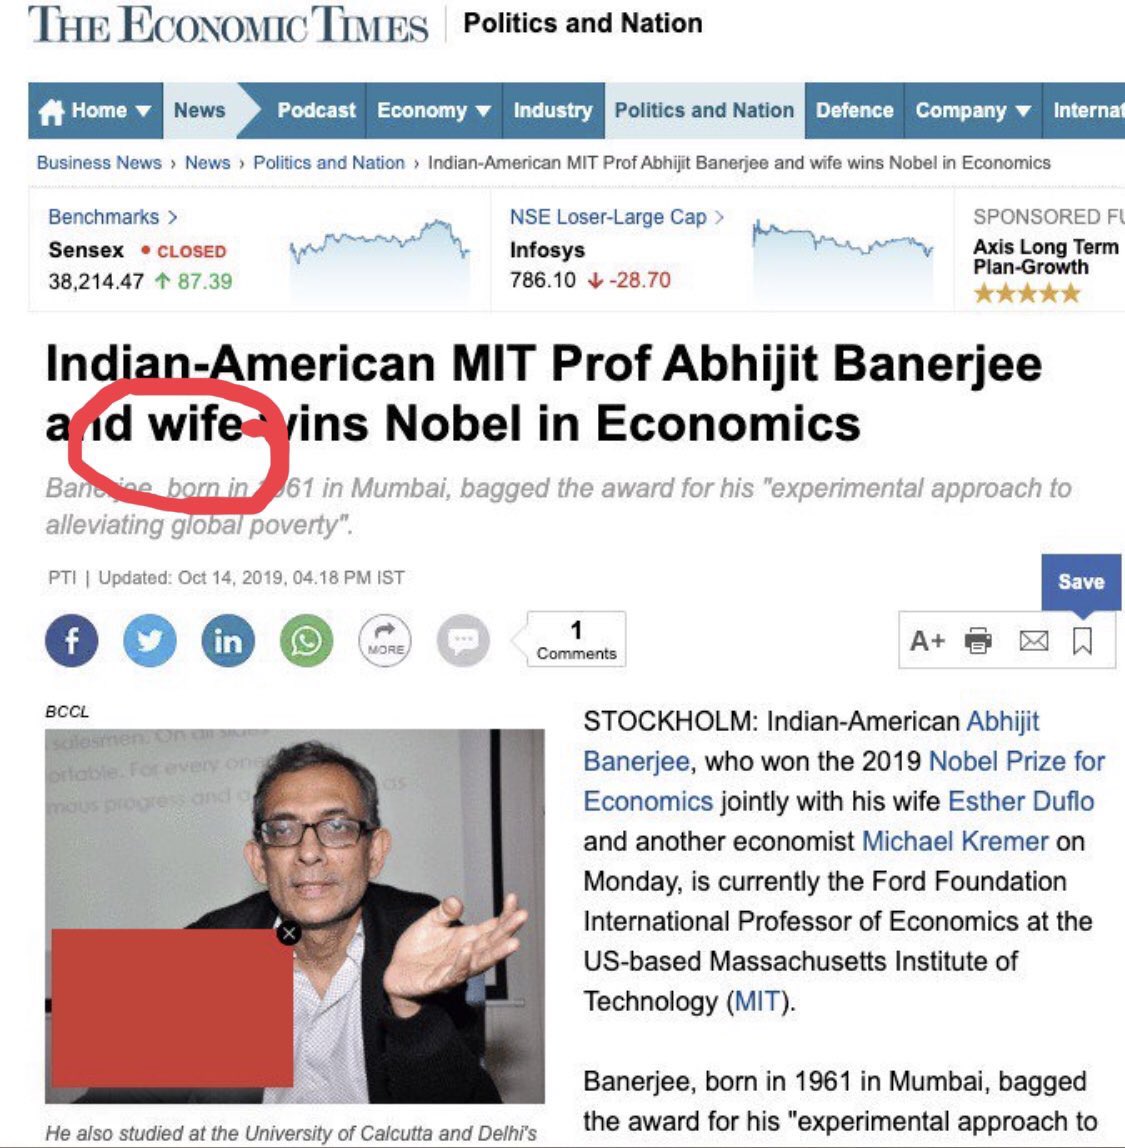 THE ECONOMIC TIMES | Politics and Nation
Home ▼ News Podcast Economy ▼ Industry Politics and Nation Defence Company ▼ Internat
Business News › News › Politics and Nation › Indian-American MIT Prof Abhijit Banerjee and wife wins Nobel in Economics
Benchmarks >
Sensex • CLOSED
38,214.47 ↑ 87.39
NSE Loser-Large Cap >
Infosys
786.10 ↓ -28.70
SPONSORED FU
Axis Long Term
Plan-Growth
★★★★★
Indian-American MIT Prof Abhijit Banerjee
and wife wins Nobel in Economics
Banerjee, born in 1961 in Mumbai, bagged the award for his "experimental approach to
alleviating global poverty".
PTI | Updated: Oct 14, 2019, 04.18 PM IST
Save
f in MORE
1
Comments
A+
BCCL
salesmen. On all
ortable. For every one
mous progress and as
STOCKHOLM: Indian-American Abhijit
Banerjee, who won the 2019 Nobel Prize for
Economics jointly with his wife Esther Duflo
and another economist Michael Kremer on
Monday, is currently the Ford Foundation
International Professor of Economics at the
US-based Massachusetts Institute of
Technology (MIT).
Banerjee, born in 1961 in Mumbai, bagged
the award for his "experimental approach to
He also studied at the University of Calcutta and Delhi's